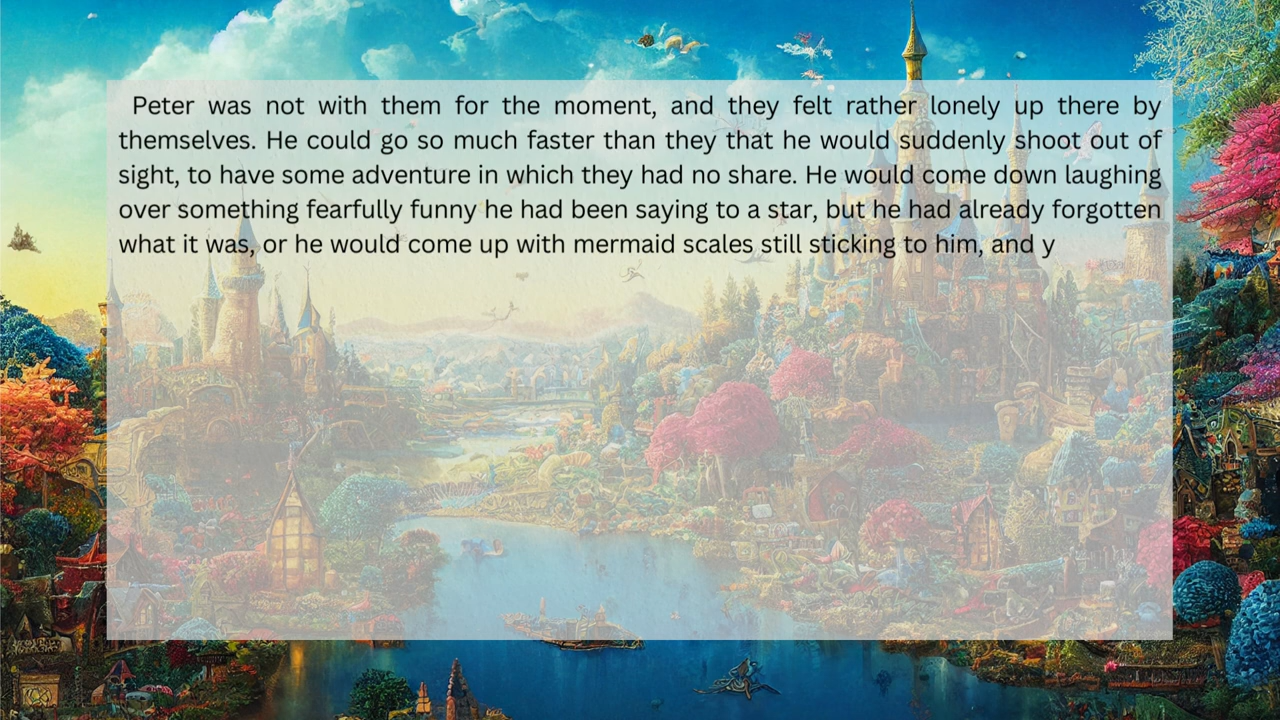 Peter was not with them for the moment, and they felt rather lonely up there by
themselves. He could go so much faster than they that he would suddenly shoot out of
sight, to have some adventure in which they had no share. He would come down laughing
over something fearfully funny he had been saying to a star, but he had already forgotten
what it was, or he would come up with mermaid scales still sticking to him, and y